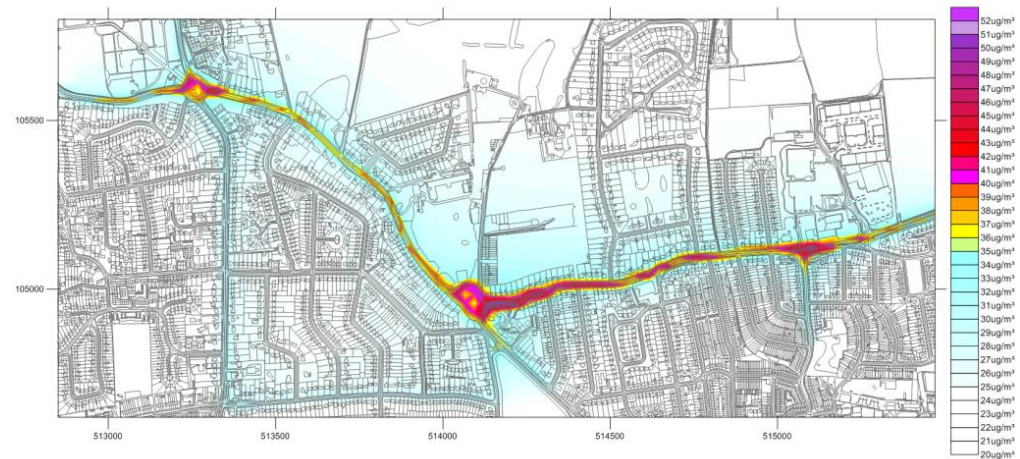 52ug/m³
51ug/m³
50ug/m³
49ug/m³
48ug/m³
47ug/m³
46ug/m³
45ug/m³
44ug/m³
43ug/m³
42ug/m³
41ug/m³
40ug/m³
39ug/m³
38ug/m³
37ug/m³
36ug/m³
35ug/m³
34ug/m³
33ug/m³
32ug/m³
31ug/m³
30ug/m³
29ug/m³
28ug/m³
27ug/m³
26ug/m³
25ug/m³
24ug/m³
23ug/m³
22ug/m³
21ug/m³
20ug/m³
105500
105000
513000 513500 514000 514500 515000